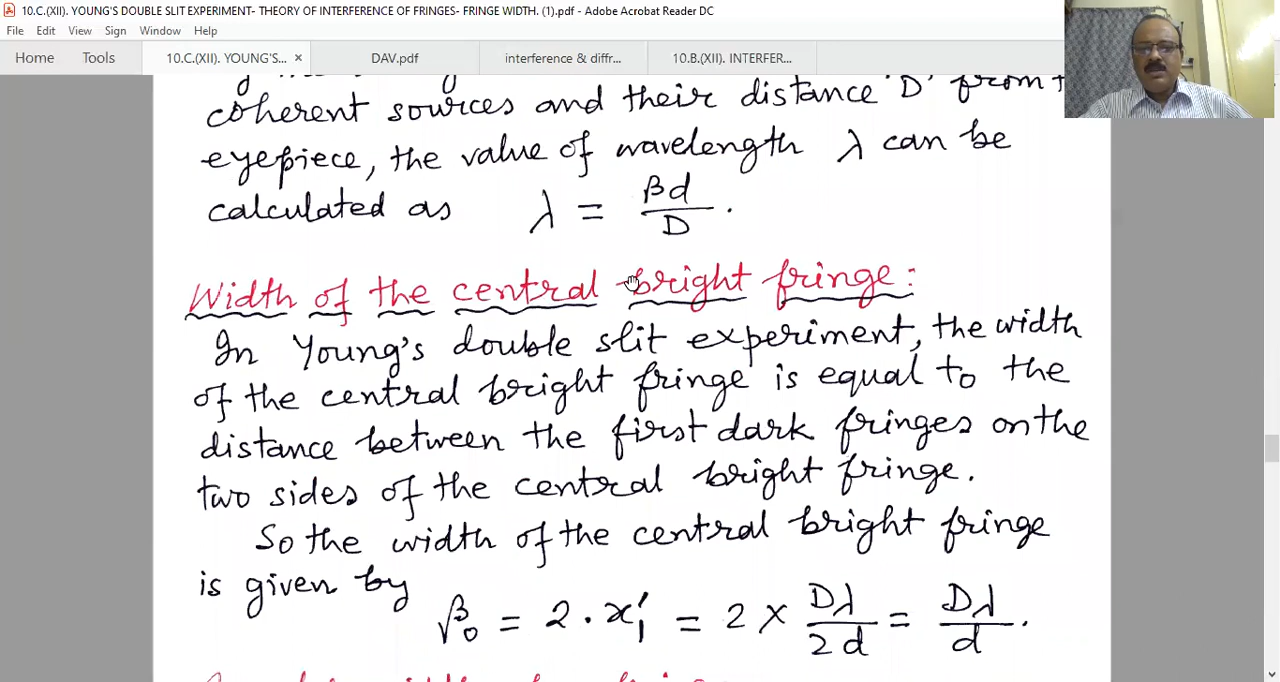 10.C.(XII). YOUNG'S DOUBLE SLIT EXPERIMENT- THEORY OF INTERFERENCE OF FRINGES- FRINGE WIDTH. (1).pdf - Adobe Acrobat Reader DC
File Edit View Sign Window Help
Home Tools 10.C.(XII). YOUNG'S... × DAV.pdf interference & diffr... 10.B.(XII). INTERFER...
coherent sources and their distance 'D' from
eyepiece, the value of wavelength λ can be
calculated as λ = βd/D.
Width of the central bright fringe:
In Young's double slit experiment, the width
of the central bright fringe is equal to the
distance between the first dark fringes on the
two sides of the central bright fringe.
So the width of the central bright fringe
is given by
β₀ = 2 . x₁' = 2 × Dλ/2d = Dλ/d.